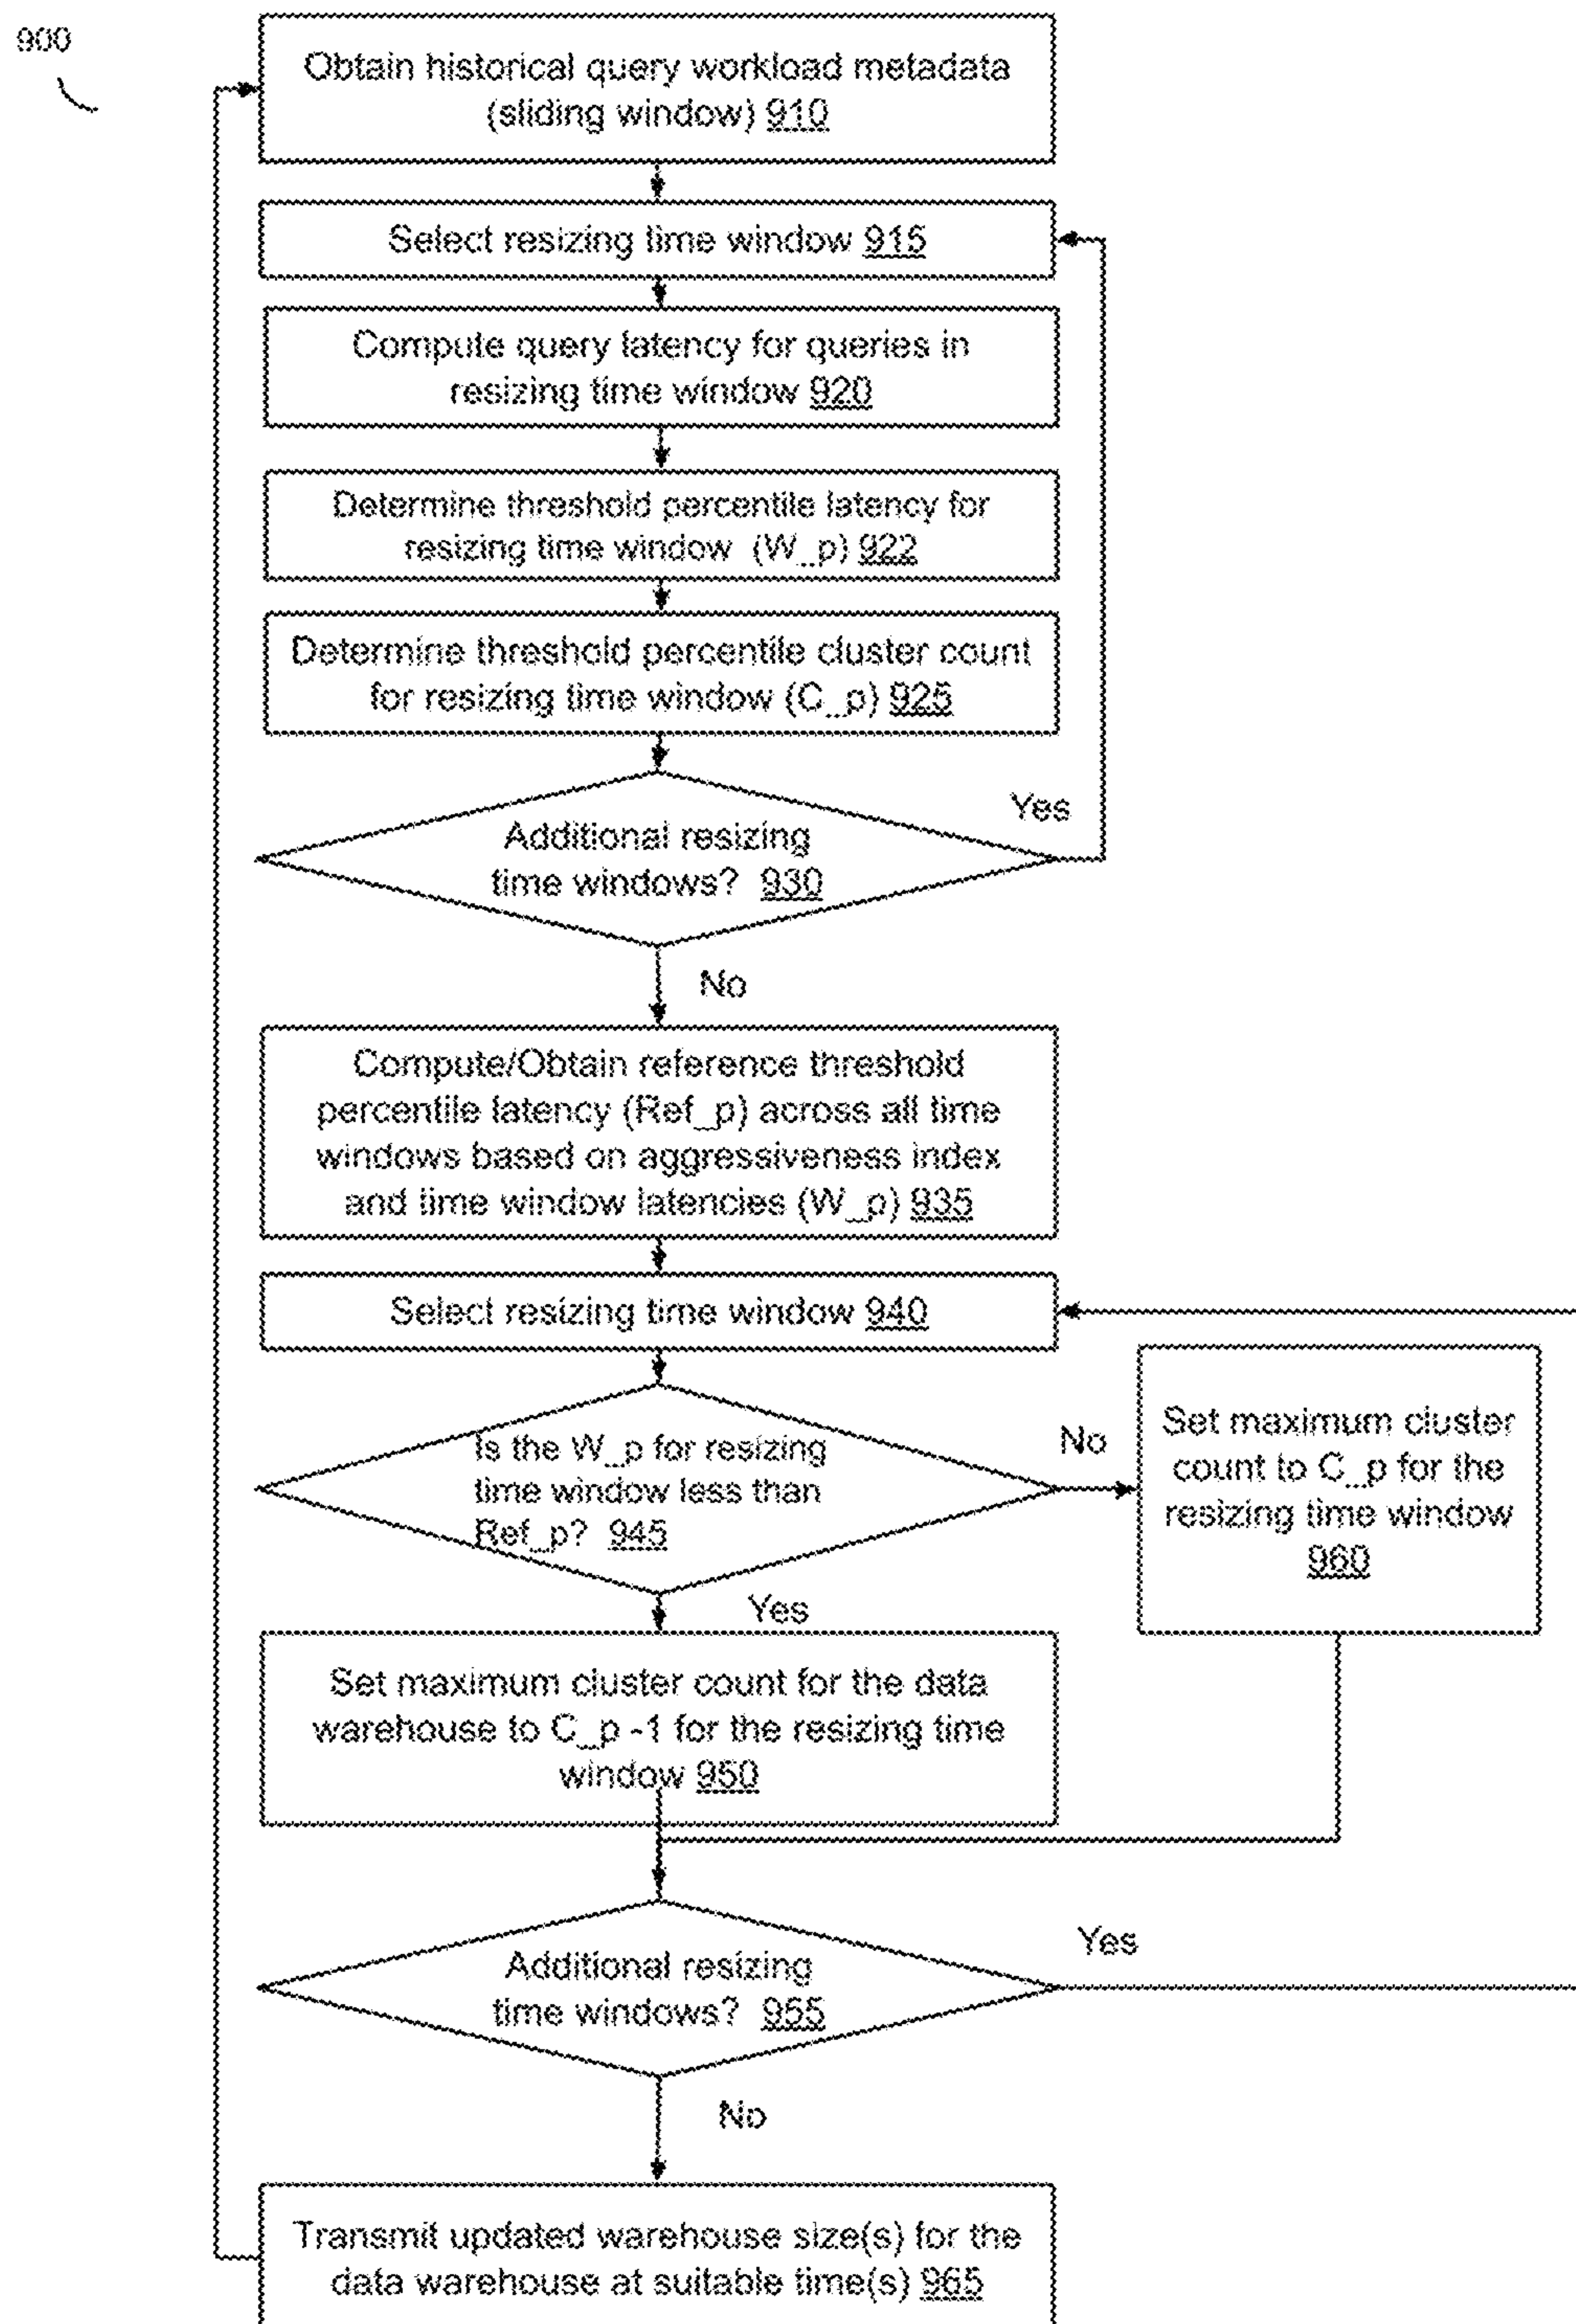 900
Obtain historical query workload metadata
(sliding window) 910
Select resizing time window 915
Compute query latency for queries in
resizing time window 920
Determine threshold percentile latency for
resizing time window (W_p) 922
Determine threshold percentile cluster count
for resizing time window (C_p) 925
Yes
Additional resizing
time windows? 930
No
Compute/Obtain reference threshold
percentile latency (Ref_p) across all time
windows based on aggressiveness index
and time window latencies (W_p) 935
Select resizing time window 940
Is the W_p for resizing
time window less than
Ref_p? 945
No
Set maximum cluster
count to C_p for the
resizing time window
960
Yes
Set maximum cluster count for the data
warehouse to C_p -1 for the resizing time
window 950
Additional resizing
time windows? 955
Yes
No
Transmit updated warehouse size(s) for the
data warehouse at suitable time(s) 965